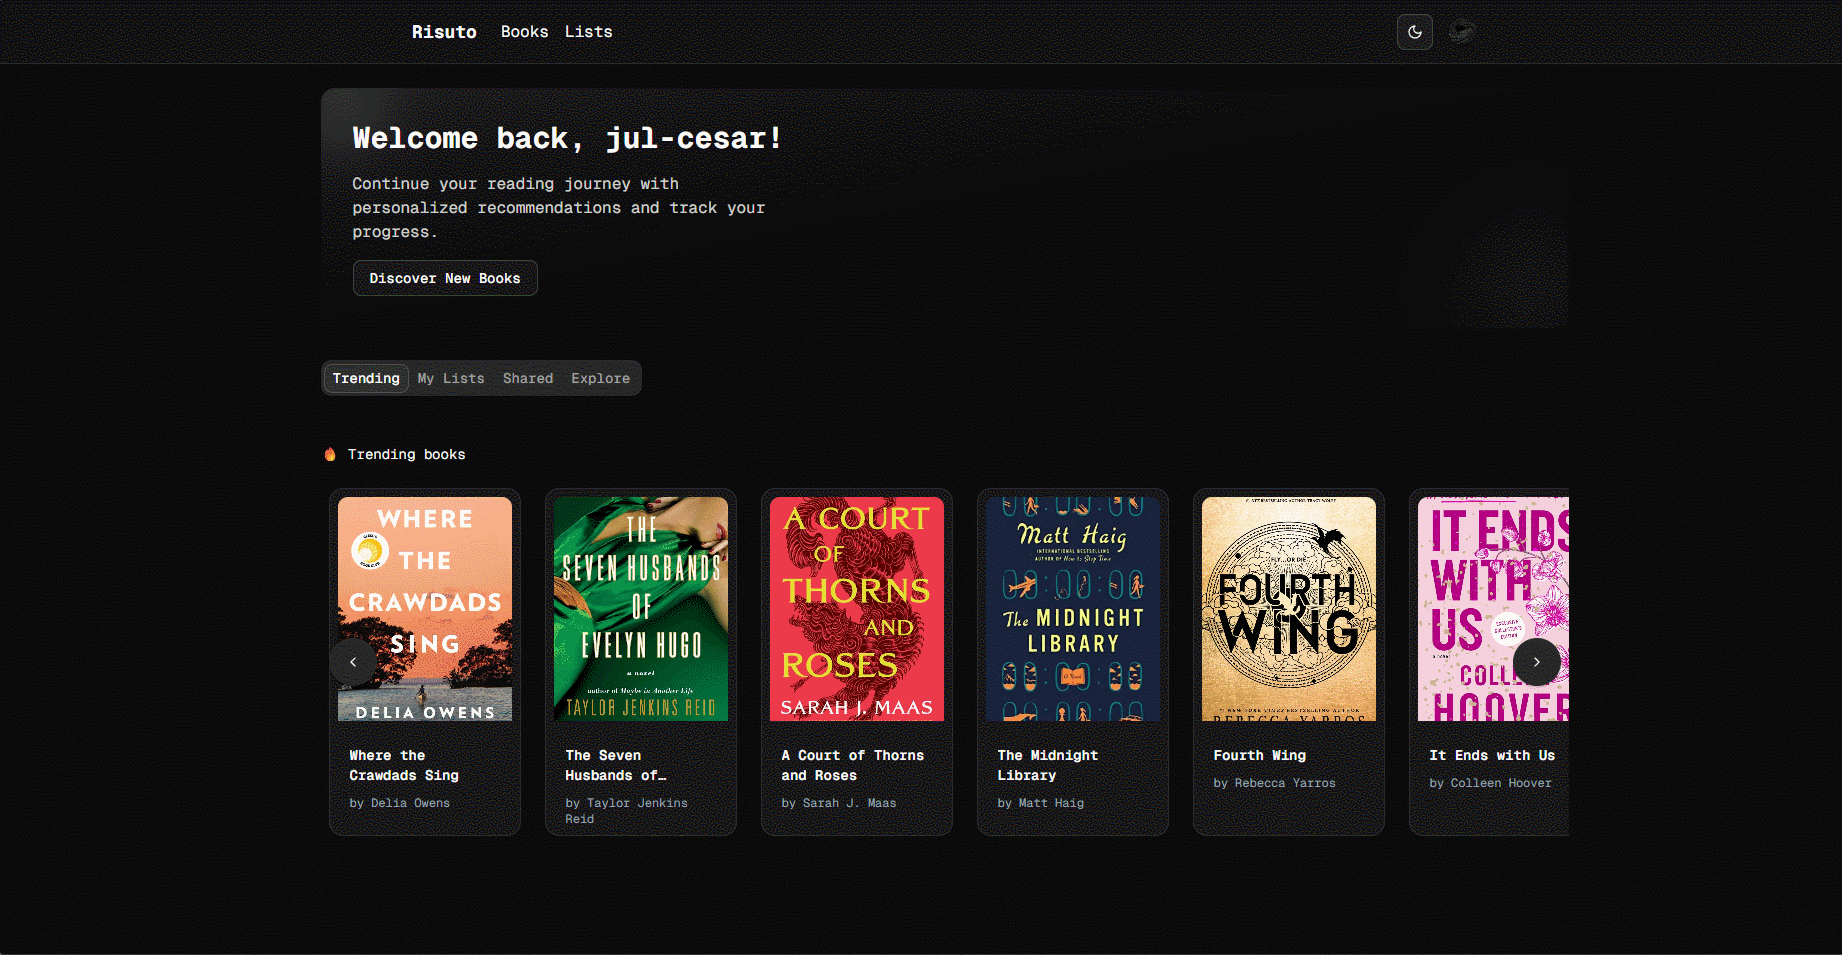 Risuto Books Lists
Welcome back, jul-cesar!
Continue your reading journey with
personalized recommendations and track your
progress.
Discover New Books
Trending My Lists Shared Explore
Trending books
WHERE
THE
CRAWDADS
SING
DELIA OWENS
Where the
Crawdads Sing
by Delia Owens
THE
SEVEN HUSBANDS
OF
EVELYN HUGO
a novel
author of Maybe in Another Life
TAYLOR JENKINS REID
The Seven
Husbands of…
by Taylor Jenkins
Reid
A COURT
OF
THORNS
AND
ROSES
SARAH J. MAAS
A Court of Thorns
and Roses
by Sarah J. Maas
Matt Haig
INTERNATIONAL BESTSELLING
AUTHOR OF How to Stop Time
The MIDNIGHT
LIBRARY
A Novel
The Midnight
Library
by Matt Haig
FOURTH
WING
REBECCA YARROS
Fourth Wing
by Rebecca Yarros
IT ENDS
WITH
US
COLLE
HOOVER
It Ends with Us
by Colleen Hoover